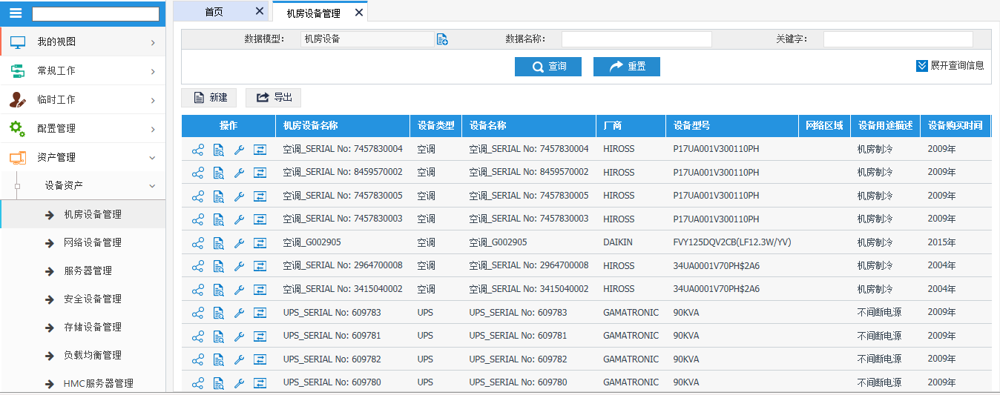 首页
机房设备管理
我的视图
常规工作
临时工作
配置管理
资产管理
设备资产
机房设备管理
网络设备管理
服务器管理
安全设备管理
存储设备管理
负载均衡管理
HMC服务器管理
数据模型： 机房设备 数据名称： 关键字：
查询 重置 展开查询信息
新建 导出
操作 机房设备名称 设备类型 设备名称 厂商 设备型号 网络区域 设备用途描述 设备购买时间
空调_SERIAL No: 7457830004 空调 空调_SERIAL No: 7457830004 HIROSS P17UA001V300110PH 机房制冷 2009年
空调_SERIAL No: 8459570002 空调 空调_SERIAL No: 8459570002 HIROSS P17UA001V300110PH 机房制冷 2009年
空调_SERIAL No: 7457830005 空调 空调_SERIAL No: 7457830005 HIROSS P17UA001V300110PH 机房制冷 2009年
空调_SERIAL No: 7457830003 空调 空调_SERIAL No: 7457830003 HIROSS P17UA001V300110PH 机房制冷 2009年
空调_G002905 空调 空调_G002905 DAIKIN FVY125DQV2CB(LF12.3W/YV) 机房制冷 2015年
空调_SERIAL No: 2964700008 空调 空调_SERIAL No: 2964700008 HIROSS 34UA0001V70PH$2A6 机房制冷 2004年
空调_SERIAL No: 3415040002 空调 空调_SERIAL No: 3415040002 HIROSS 34UA0001V70PH$2A6 机房制冷 2004年
UPS_SERIAL No: 609783 UPS UPS_SERIAL No: 609783 GAMATRONIC 90KVA 不间断电源 2009年
UPS_SERIAL No: 609781 UPS UPS_SERIAL No: 609781 GAMATRONIC 90KVA 不间断电源 2009年
UPS_SERIAL No: 609782 UPS UPS_SERIAL No: 609782 GAMATRONIC 90KVA 不间断电源 2009年
UPS_SERIAL No: 609780 UPS UPS_SERIAL No: 609780 GAMATRONIC 90KVA 不间断电源 2009年